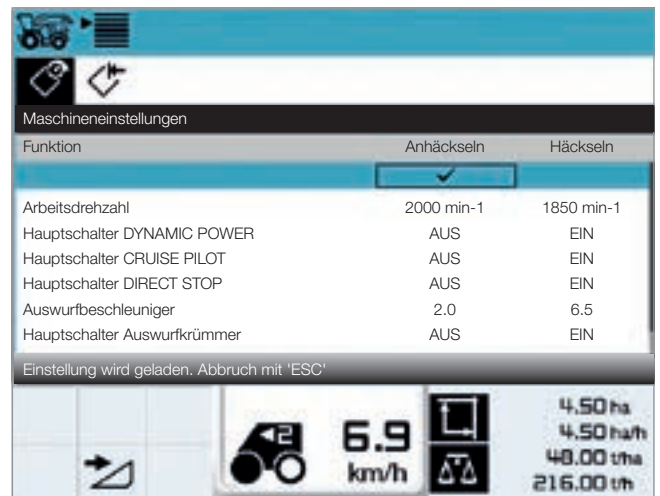 Maschineneinstellungen
Funktion Anhäckseln Häckseln
Arbeitsdrehzahl 2000 min-1 1850 min-1
Hauptschalter DYNAMIC POWER AUS EIN
Hauptschalter CRUISE PILOT AUS EIN
Hauptschalter DIRECT STOP AUS EIN
Auswurfbeschleuniger 2.0 6.5
Hauptschalter Auswurfkrümmer AUS EIN
Einstellung wird geladen. Abbruch mit 'ESC'
2
6.9
km/h
4.50 ha
4.50 ha/h
48.00 t/ha
216.00 t/h